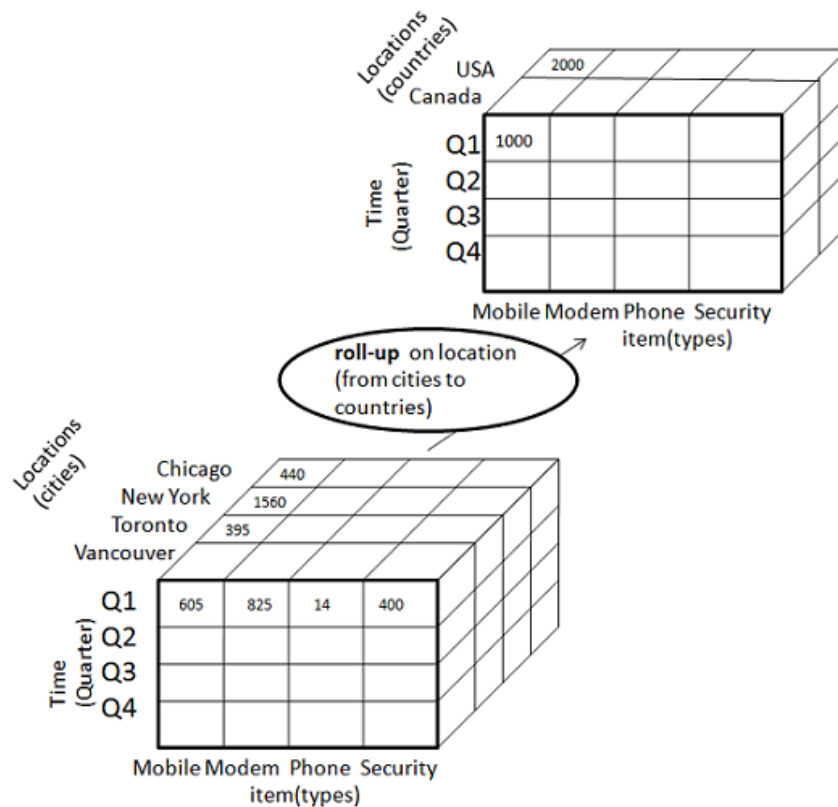 Locations
(countries)
USA
2000
Canada
Q1
1000
Q2
Q3
Q4
Time
(Quarter)
Mobile Modem Phone Security
item(types)
roll-up on location
(from cities to
countries)
Locations
(cities)
Chicago
440
New York
1560
Toronto
395
Vancouver
Q1
605 825 14 400
Q2
Q3
Q4
Time
(Quarter)
Mobile Modem Phone Security
item(types)